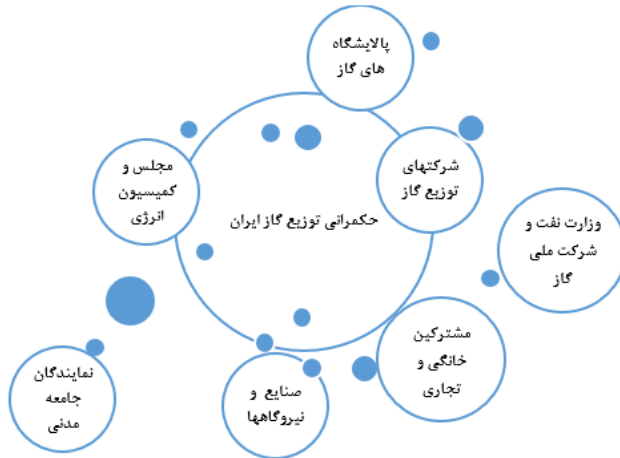 پالایشگاه
های گاز
شرکتهای
توزیع گاز
مجلس و
کمیسیون
انرژی
حکمرانی توزیع گاز ایران
وزارت نفت و
شرکت ملی
گاز
مشترکین
خانگی و
تجاری
صنایع و
نیروگاهها
نمایندگان
جامعه
مدنی